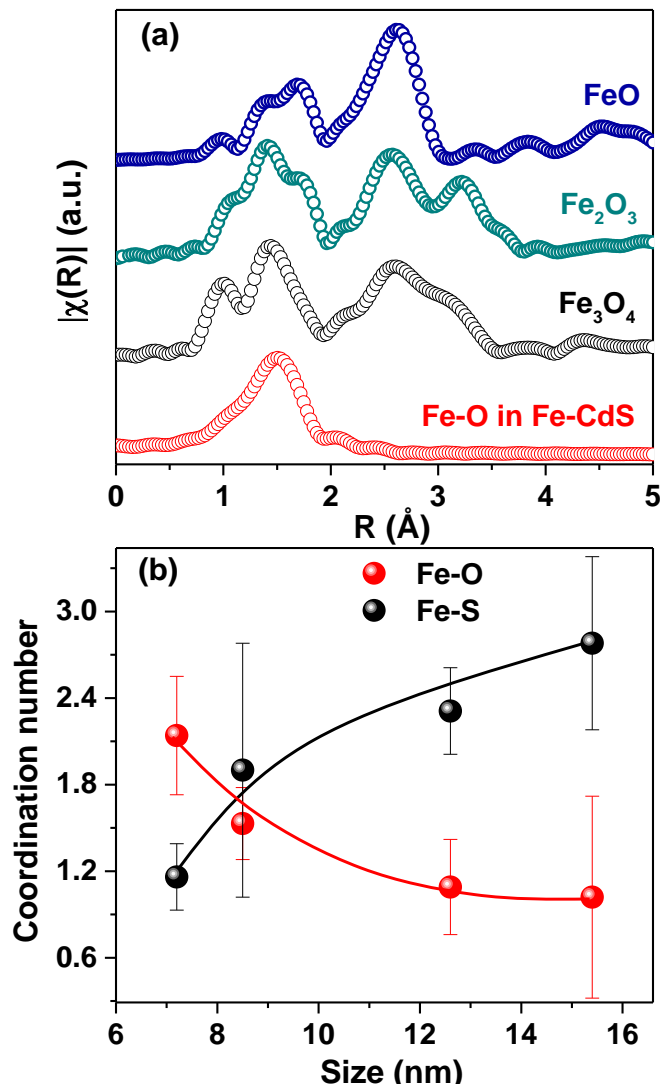 (a)
FeO
Fe₂O₃
Fe₃O₄
Fe-O in Fe-CdS
|χ(R)| (a.u.)
0 1 2 3 4 5
R (Å)
(b)
Fe-O
Fe-S
3.0
2.4
1.8
1.2
0.6
Coordination number
6 8 10 12 14 16
Size (nm)